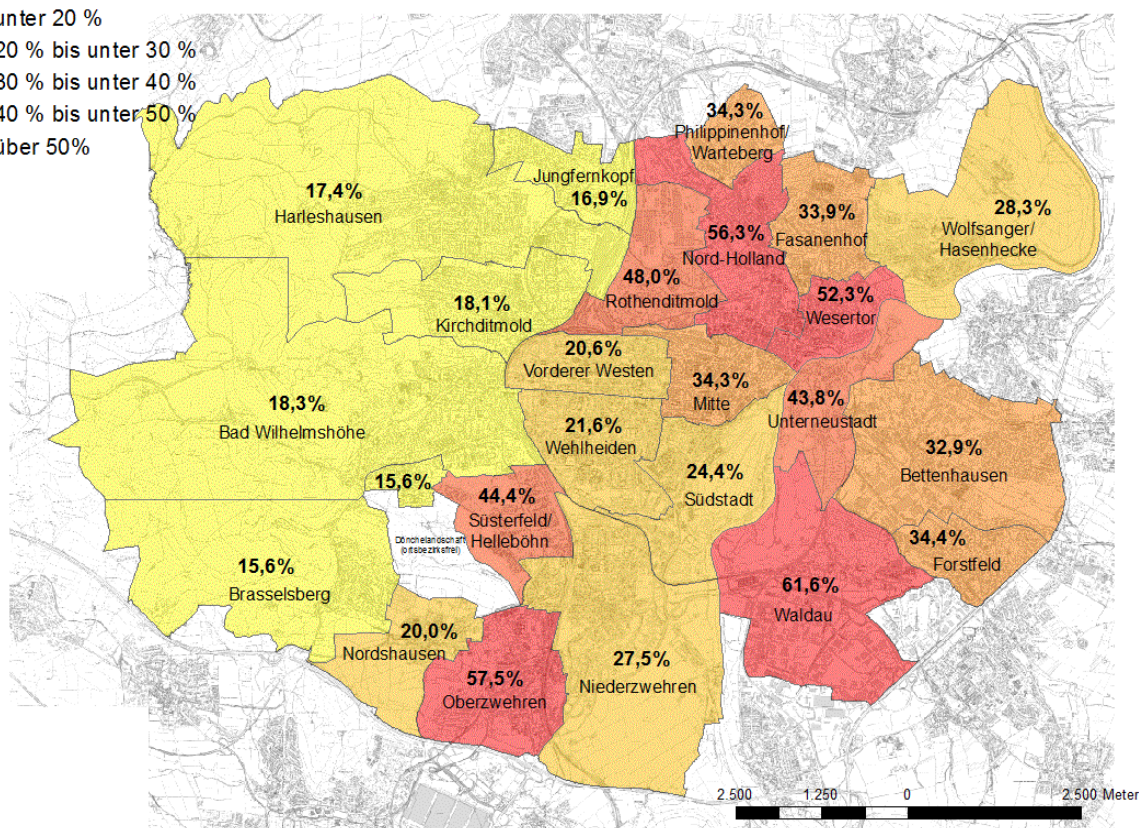 unter 20 %
20 % bis unter 30 %
30 % bis unter 40 %
40 % bis unter 50 %
über 50%
34,3%
Philippinenhof/
Warteberg
Jungfernkopf
16,9%
17,4%
Harleshausen
33,9%
Fasanenhof
28,3%
Wolfsanger/
Hasenhecke
56,3%
Nord-Holland
48,0%
Rothenditmold
52,3%
Wesertor
18,1%
Kirchditmold
20,6%
Vorderer Westen
34,3%
Mitte
43,8%
Unterneustadt
18,3%
Bad Wilhelmshöhe
21,6%
Wehlheiden
32,9%
Bettenhausen
24,4%
Südstadt
15,6%
44,4%
Süsterfeld/
Helleböhn
Dönchelandschaft
(ortsbezirksfrei)
34,4%
Forstfeld
15,6%
Brasselsberg
61,6%
Waldau
20,0%
Nordshausen
27,5%
Niederzwehren
57,5%
Oberzwehren
2.500 1.250 0 2.500 Meter